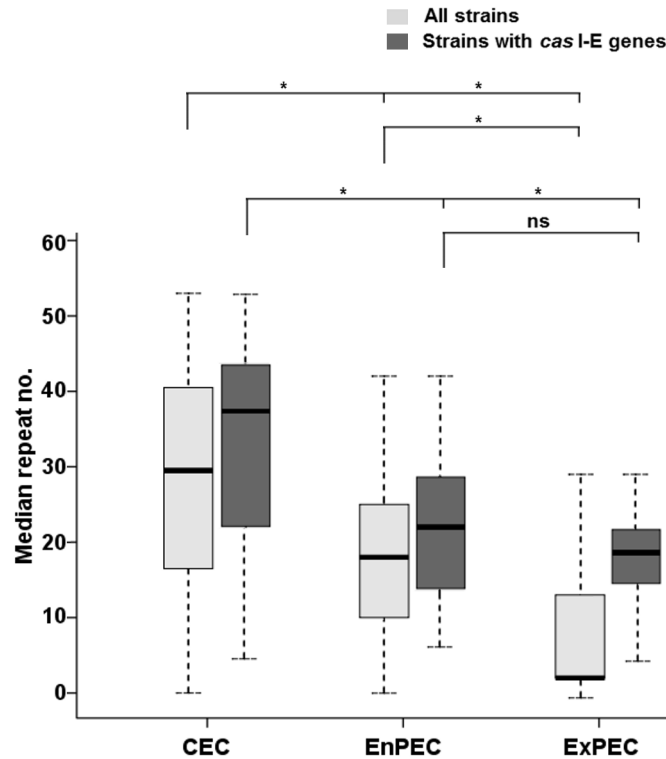 All strains
Strains with cas I-E genes
* *
*
* *
ns
Median repeat no.
60
50
40
30
20
10
0
CEC EnPEC ExPEC